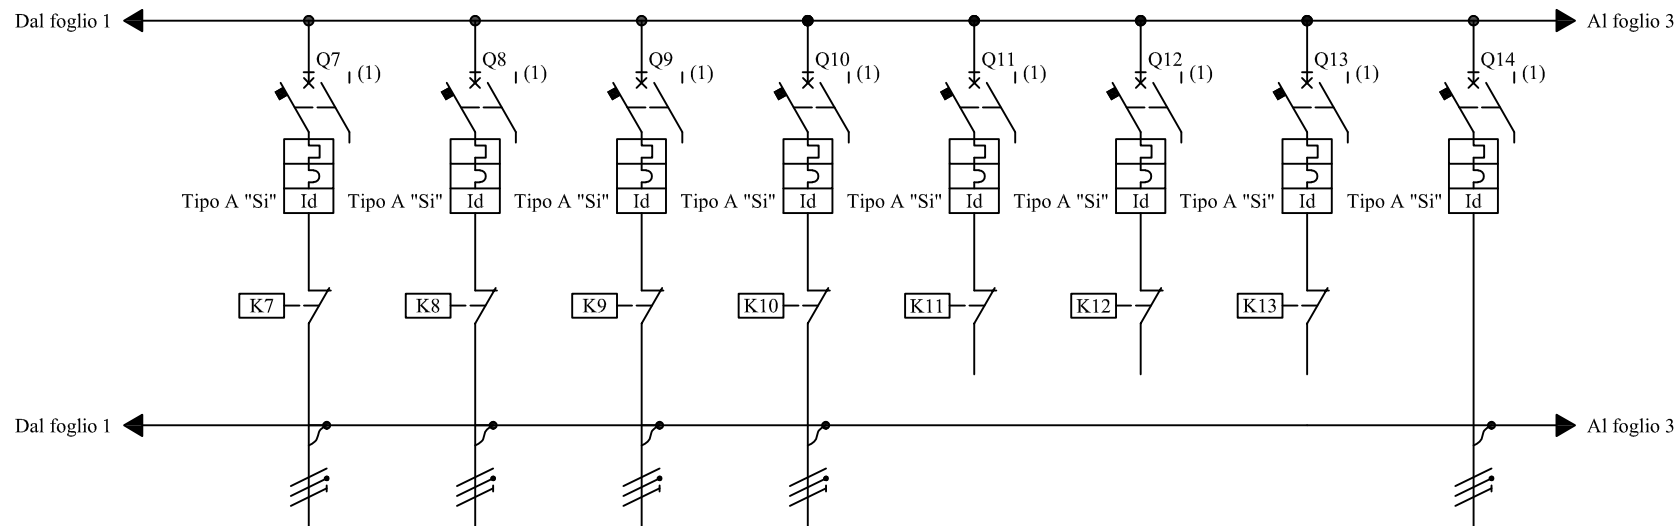 Dal foglio 1 Al foglio 3
Q7 Q8 Q9 Q10 Q11 Q12 Q13 Q14
(1) (1) (1) (1) (1) (1) (1) (1)
Tipo A "Si" Id Tipo A "Si" Id Tipo A "Si" Id Tipo A "Si" Id Tipo A "Si" Id Tipo A "Si" Id Tipo A "Si" Id Tipo A "Si" Id
K7 K8 K9 K10 K11 K12 K13
Dal foglio 1 Al foglio 3